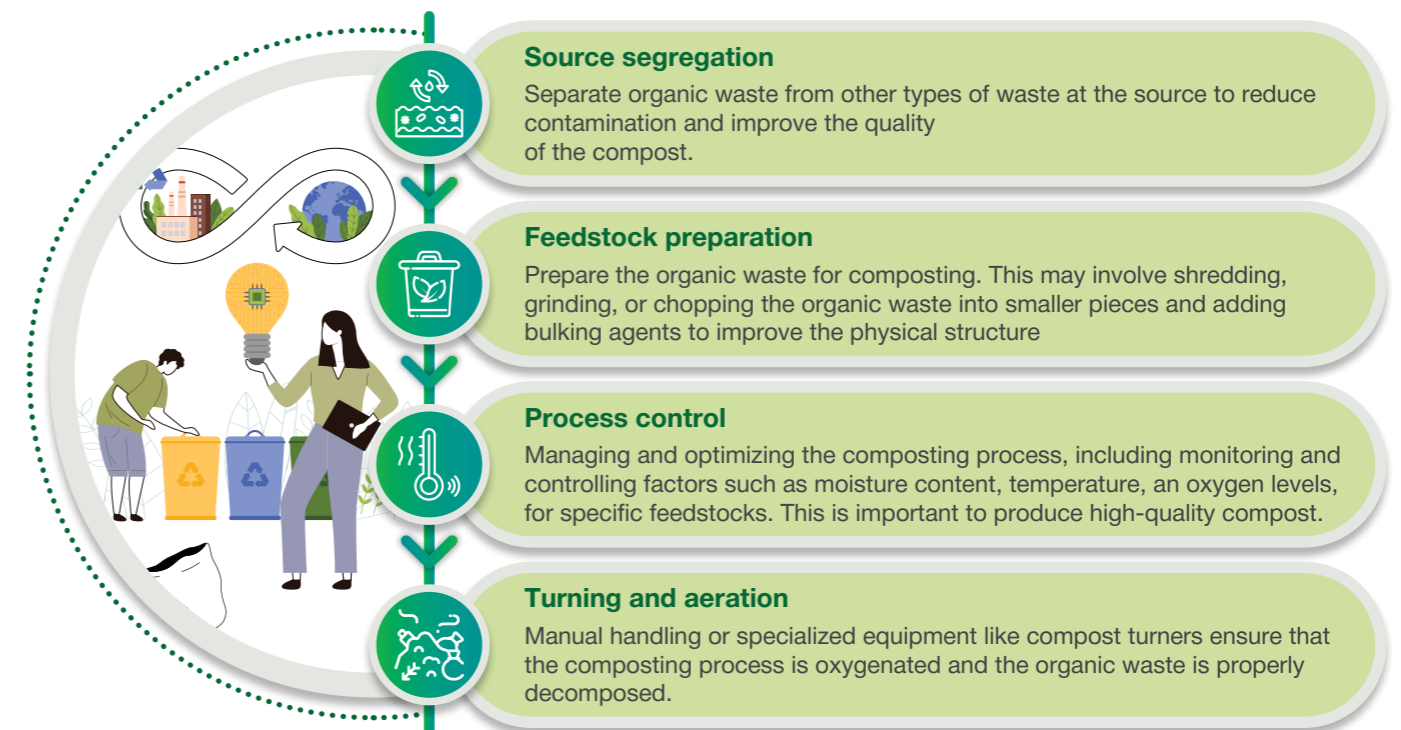 Source segregation
Separate organic waste from other types of waste at the source to reduce
contamination and improve the quality
of the compost.
Feedstock preparation
Prepare the organic waste for composting. This may involve shredding,
grinding, or chopping the organic waste into smaller pieces and adding
bulking agents to improve the physical structure
Process control
Managing and optimizing the composting process, including monitoring and
controlling factors such as moisture content, temperature, an oxygen levels,
for specific feedstocks. This is important to produce high-quality compost.
Turning and aeration
Manual handling or specialized equipment like compost turners ensure that
the composting process is oxygenated and the organic waste is properly
decomposed.